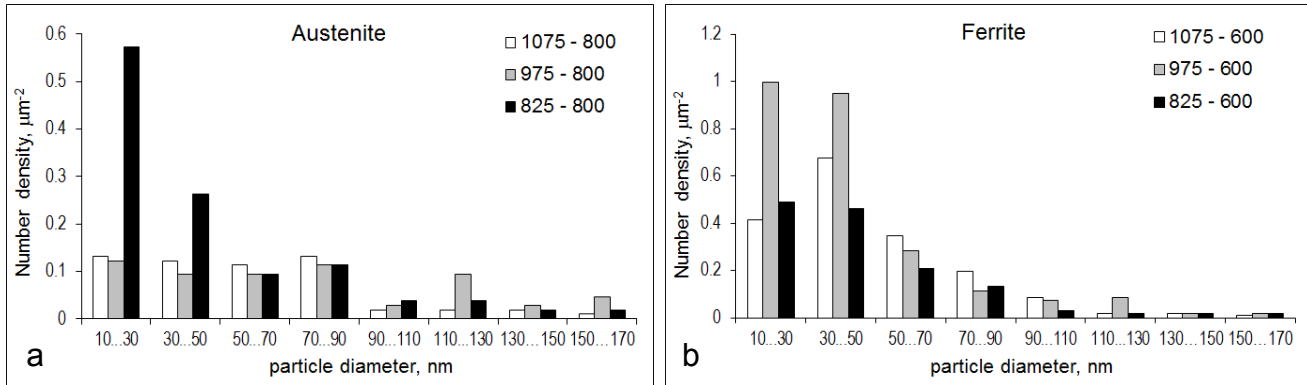 Austenite
1075 - 800
975 - 800
825 - 800
Number density, µm-2
0.6
0.5
0.4
0.3
0.2
0.1
0
10...30 30...50 50...70 70...90 90...110 110...130 130...150 150...170
particle diameter, nm
a
Ferrite
1075 - 600
975 - 600
825 - 600
Number density, µm-2
1.2
1
0.8
0.6
0.4
0.2
0
10...30 30...50 50...70 70...90 90...110 110...130 130...150 150...170
particle diameter, nm
b